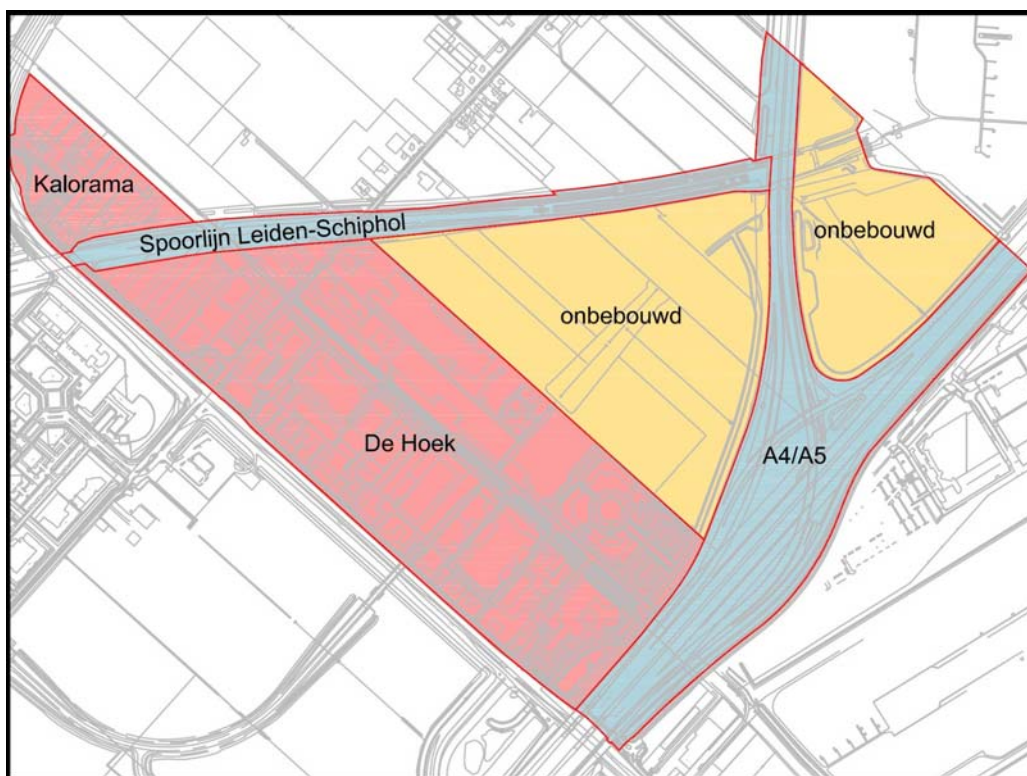 Kalorama
Spoorlijn Leiden-Schiphol
onbebouwd
onbebouwd
De Hoek
A4/A5